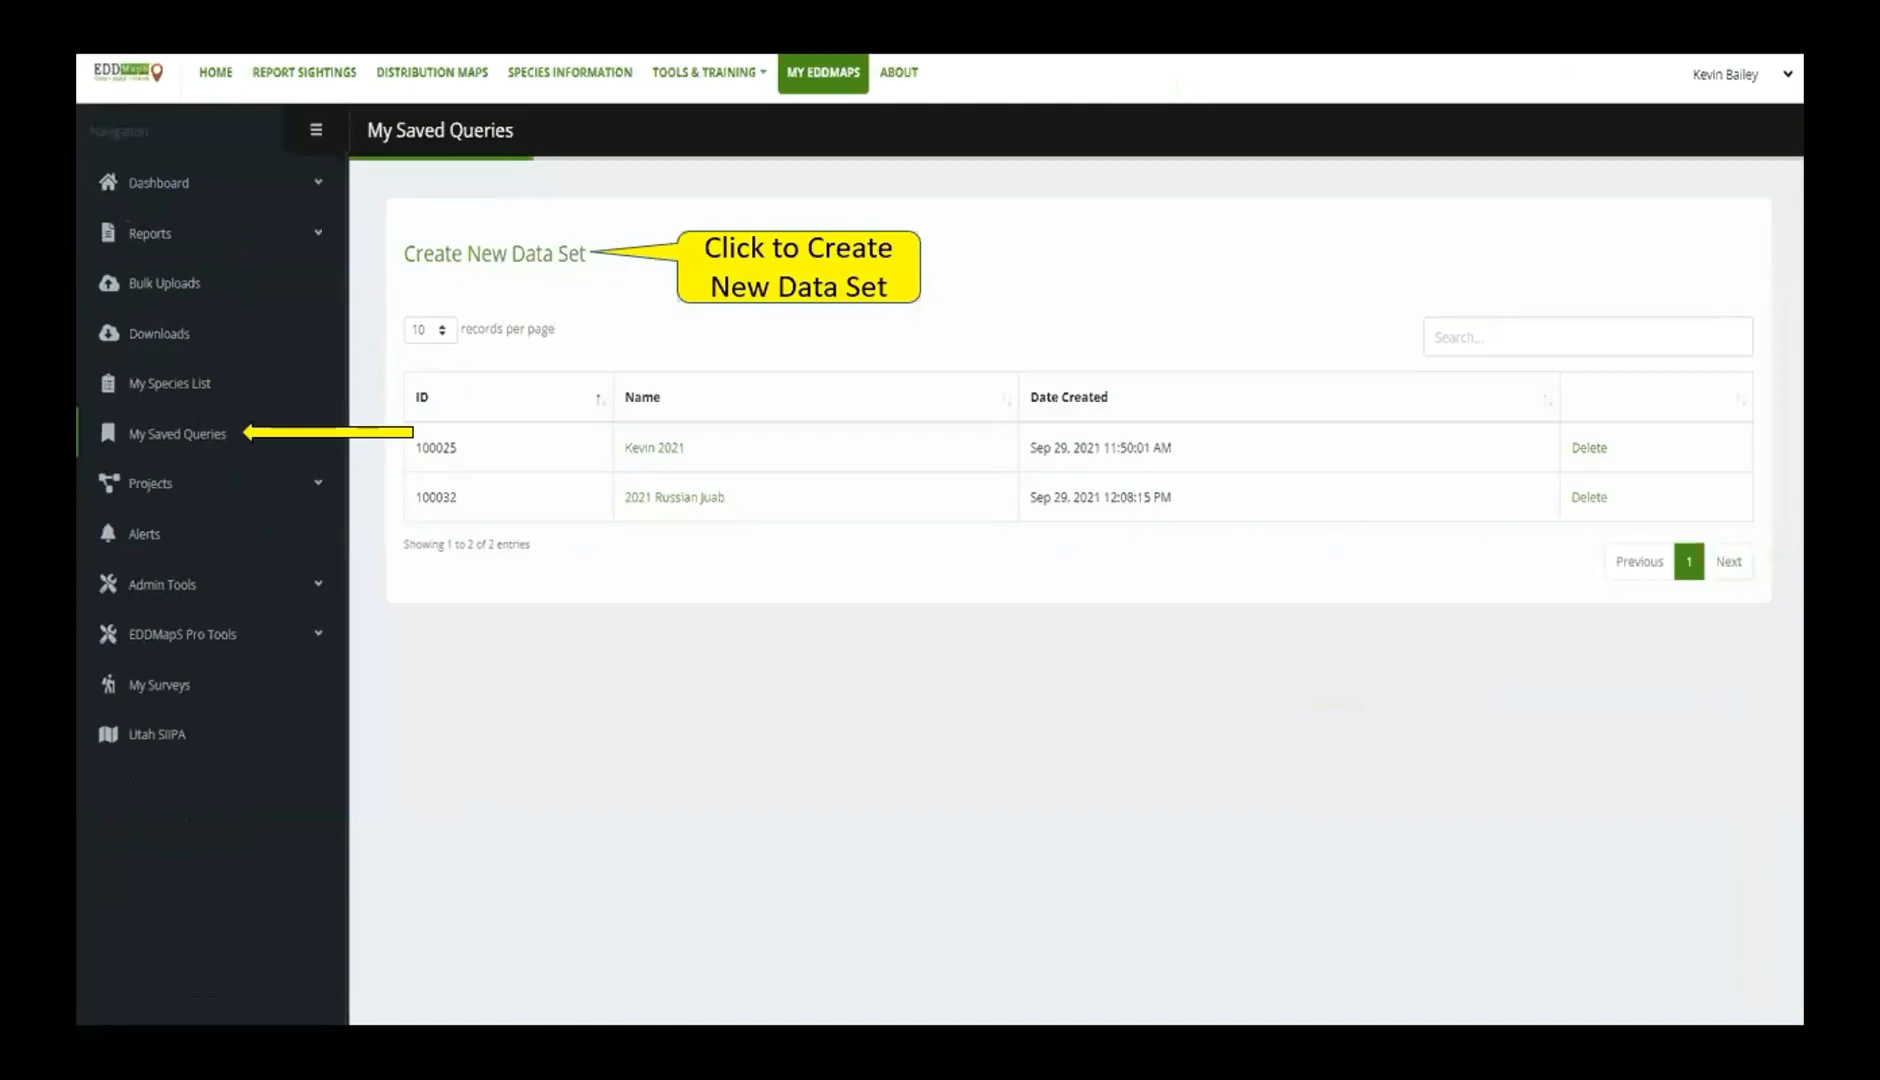 EDDMapS
HOME REPORT SIGHTINGS DISTRIBUTION MAPS SPECIES INFORMATION TOOLS & TRAINING MY EDDMAPS ABOUT
Kevin Bailey
Navigation
My Saved Queries
Dashboard
Reports
Bulk Uploads
Downloads
My Species List
My Saved Queries
Projects
Alerts
Admin Tools
EDDMapS Pro Tools
My Surveys
Utah SIIPA
Create New Data Set
Click to Create
New Data Set
10 records per page
Search...
ID Name Date Created
100025 Kevin 2021 Sep 29, 2021 11:50:01 AM Delete
100032 2021 Russian Juab Sep 29, 2021 12:08:15 PM Delete
Showing 1 to 2 of 2 entries
Previous 1 Next